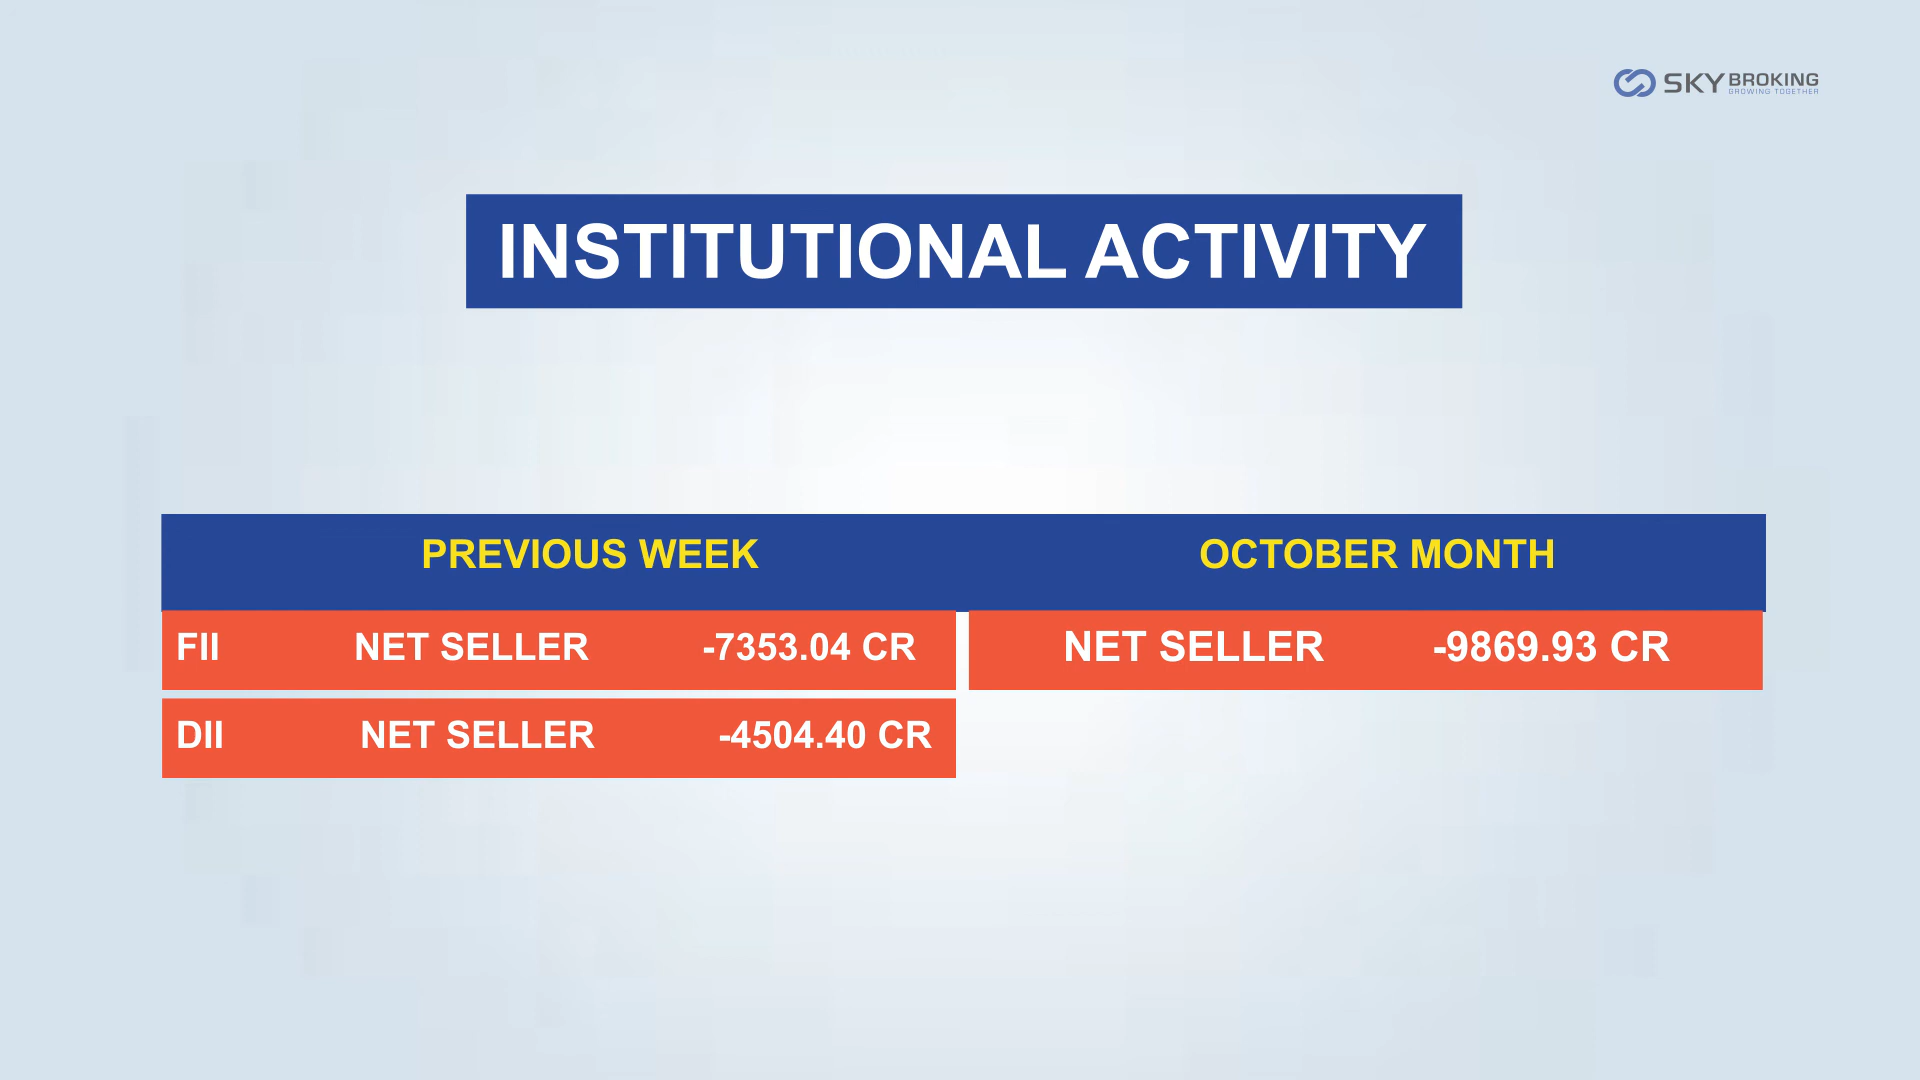 SKY BROKING
GROWING TOGETHER
INSTITUTIONAL ACTIVITY
PREVIOUS WEEK OCTOBER MONTH
FII NET SELLER -7353.04 CR NET SELLER -9869.93 CR
DII NET SELLER -4504.40 CR